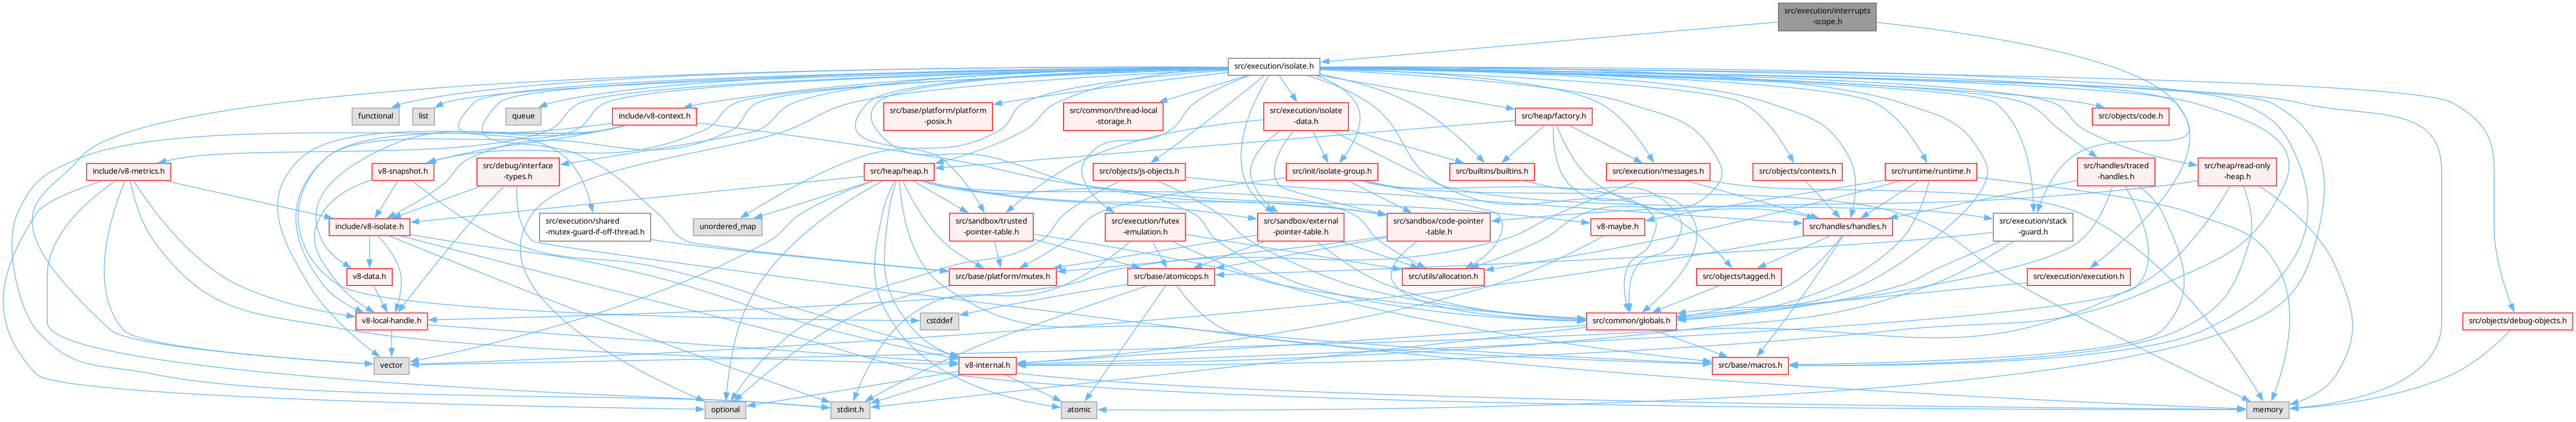 src/execution/interrupts
-scope.h
src/execution/isolate.h
functional
list
queue
include/v8-context.h
src/base/platform/platform
-posix.h
src/common/thread-local
-storage.h
src/execution/isolate
-data.h
src/heap/factory.h
src/objects/code.h
include/v8-metrics.h
v8-snapshot.h
src/debug/interface
-types.h
src/heap/heap.h
src/objects/js-objects.h
src/init/isolate-group.h
src/builtins/builtins.h
src/execution/messages.h
src/objects/contexts.h
src/runtime/runtime.h
src/handles/traced
-handles.h
src/heap/read-only
-heap.h
include/v8-isolate.h
src/execution/shared
-mutex-guard-if-off-thread.h
unordered_map
src/sandbox/trusted
-pointer-table.h
src/execution/futex
-emulation.h
src/sandbox/external
-pointer-table.h
src/sandbox/code-pointer
-table.h
v8-maybe.h
src/handles/handles.h
src/execution/stack
-guard.h
v8-data.h
src/base/platform/mutex.h
src/base/atomicops.h
src/utils/allocation.h
src/objects/tagged.h
src/execution/execution.h
v8-local-handle.h
cstddef
src/common/globals.h
src/objects/debug-objects.h
vector
v8-internal.h
src/base/macros.h
optional
stdint.h
atomic
memory